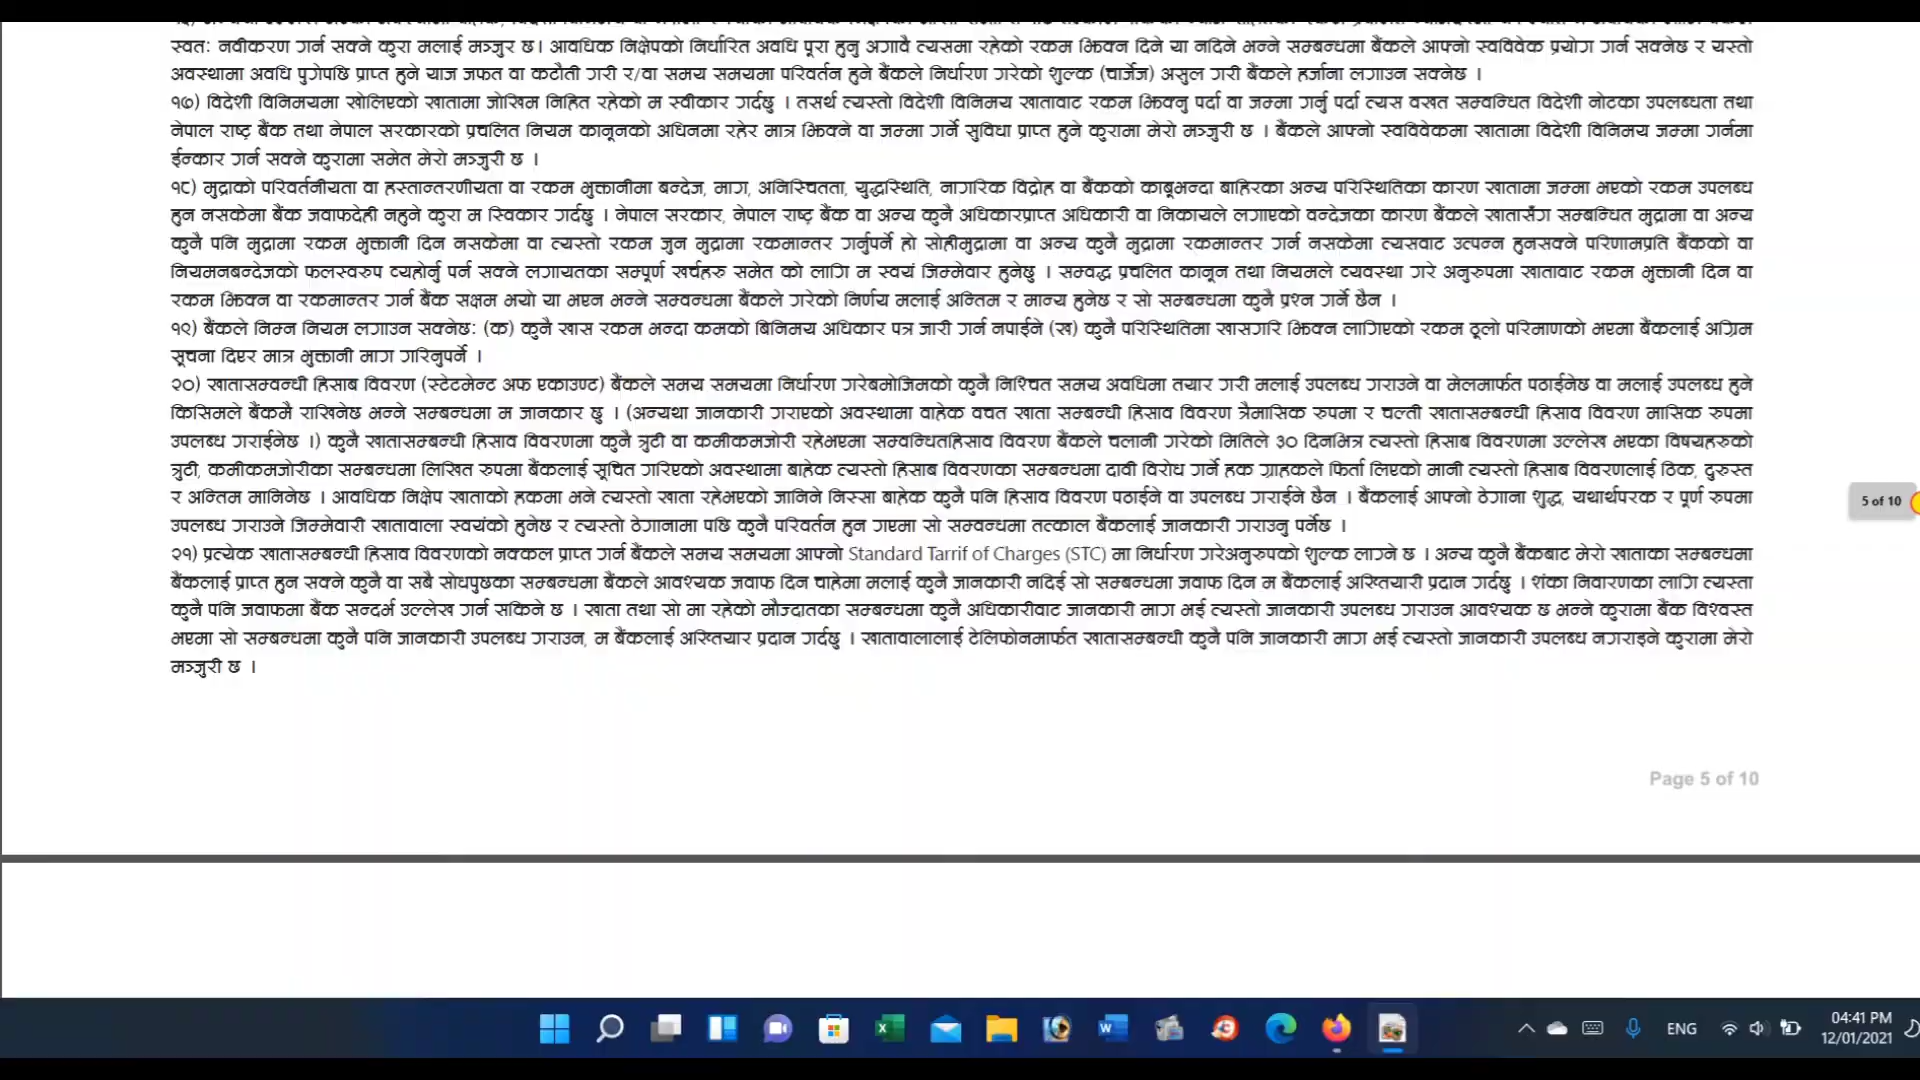 स्वतः नवीकरण गर्न सक्ने कुरा मलाई मञ्जुर छ। आवधिक निक्षेपको निर्धारित अवधि पूरा हुनु अगावै त्यसमा रहेको रकम झिक्न दिने या नदिने भन्ने सम्बन्धमा बैंकले आफ्नो स्वविवेक प्रयोग गर्न सक्नेछ र यस्तो
अवस्थामा अवधि पुगेपछि प्राप्त हुने याज जफत वा कटौती गरी र/वा समय समयमा परिवर्तन हुने बैंकले निर्धारण गरेको शुल्क (चार्जेज) असुल गरी बैंकले हर्जाना लगाउन सक्नेछ ।
१७) विदेशी विनिमयमा खोलिएको खातामा जोखिम निहित रहेको म स्वीकार गर्दछु । तसर्थ त्यस्तो विदेशी विनिमय खातावाट रकम झिक्नु पर्दा वा जम्मा गर्नु पर्दा त्यस वखत सम्वन्धित विदेशी नोटका उपलब्धता तथा
नेपाल राष्ट्र बैंक तथा नेपाल सरकारको प्रचलित नियम कानूनको अधिनमा रहेर मात्र झिक्ने वा जम्मा गर्ने सुविधा प्राप्त हुने कुरामा मेरो मञ्जुरी छ । बैंकले आफ्नो स्वविवेकमा खातामा विदेशी विनिमय जम्मा गर्नमा
ईन्कार गर्न सक्ने कुरामा समेत मेरो मञ्जुरी छ ।
१८) मुद्राको परिवर्तनीयता वा हस्तान्तरणीयता वा रकम भुक्तानीमा बन्देज, माग, अनिस्चितता, युद्धस्थिति, नागरिक विद्रोह वा बैंकको काबूभन्दा बाहिरका अन्य परिस्थितिका कारण खातामा जम्मा भएको रकम उपलब्ध
हुन नसकेमा बैंक जवाफदेही नहुने कुरा म स्विकार गर्दछु । नेपाल सरकार, नेपाल राष्ट्र बैंक वा अन्य कुनै अधिकारप्राप्त अधिकारी वा निकायले लगाएको वन्देजका कारण बैंकले खातासँग सम्बन्धित मुद्रामा वा अन्य
कुनै पनि मुद्रामा रकम भुक्तानी दिन नसकेमा वा त्यस्तो रकम जुन मुद्रामा रकमान्तर गर्नुपर्ने हो सोहीमुद्रामा वा अन्य कुनै मुद्रामा रकमान्तर गर्न नसकेमा त्यसवाट उत्पन्न हुनसक्ने परिणामप्रति बैंकको वा
नियमनबन्देजको फलस्वरुप व्यहोर्नु पर्न सक्ने लगायतका सम्पूर्ण खर्चहरु समेत को लागि म स्वयं जिम्मेवार हुनेछु । सम्वद्ध प्रचलित कानून तथा नियमले व्यवस्था गरे अनुरुपमा खातावाट रकम भुक्तानी दिन वा
रकम झिक्न वा रकमान्तर गर्न बैंक सक्षम भयो या भएन भन्ने सम्वन्धमा बैंकले गरेको निर्णय मलाई अन्तिम र मान्य हुनेछ र सो सम्बन्धमा कुनै प्रश्न गर्ने छैन ।
१९) बैंकले निम्न नियम लगाउन सक्नेछः (क) कुनै खास रकम भन्दा कमको बिनिमय अधिकार पत्र जारी गर्न नपाईने (ख) कुनै परिस्थितिमा खासगरि झिक्न लागिएको रकम ठूलो परिमाणको भएमा बैंकलाई अग्रिम
सूचना दिएर मात्र भुक्तानी माग गरिनुपर्ने ।
२०) खातासम्वन्धी हिसाब विवरण (स्टेटमेन्ट अफ एकाउण्ट) बैंकले समय समयमा निर्धारण गरेबमोजिमको कुनै निश्चित समय अवधिमा तयार गरी मलाई उपलब्ध गराउने वा मेलमार्फत पठाईनेछ वा मलाई उपलब्ध हुने
किसिमले बैंकमै राखिनेछ भन्ने सम्बन्धमा म जानकार छु । (अन्यथा जानकारी गराएको अवस्थामा वाहेक वचत खाता सम्बन्धी हिसाव विवरण त्रैमासिक रुपमा र चल्ती खातासम्बन्धी हिसाव विवरण मासिक रुपमा
उपलब्ध गराईनेछ ।) कुनै खातासम्बन्धी हिसाव विवरणमा कुनै त्रुटी वा कमीकमजोरी रहेभएमा सम्वन्धितहिसाव विवरण बैंकले चलानी गरेको मितिले ३० दिनभित्र त्यस्तो हिसाब विवरणमा उल्लेख भएका विषयहरुको
त्रुटी, कमीकमजोरीका सम्बन्धमा लिखित रुपमा बैंकलाई सूचित गरिएको अवस्थामा बाहेक त्यस्तो हिसाब विवरणका सम्बन्धमा दावी विरोध गर्ने हक ग्राहकले फिर्ता लिएको मानी त्यस्तो हिसाब विवरणलाई ठिक, दुरुस्त
र अन्तिम मानिनेछ । आवधिक निक्षेप खाताको हकमा भने त्यस्तो खाता रहेभएको जानिने निस्सा बाहेक कुनै पनि हिसाव विवरण पठाईने वा उपलब्ध गराईने छैन । बैंकलाई आफ्नो ठेगाना शुद्ध, यथार्थपरक र पूर्ण रुपमा
उपलब्ध गराउने जिम्मेवारी खातावाला स्वयंको हुनेछ र त्यस्तो ठेगानामा पछि कुनै परिवर्तन हुन गएमा सो सम्वन्धमा तत्काल बैंकलाई जानकारी गराउनु पर्नेछ ।
२१) प्रत्येक खातासम्बन्धी हिसाव विवरणको नक्कल प्राप्त गर्न बैंकले समय समयमा आफ्नो Standard Tarrif of Charges (STC) मा निर्धारण गरेअनुरुपको शुल्क लाग्ने छ । अन्य कुनै बैंकबाट मेरो खाताका सम्बन्धमा
बैंकलाई प्राप्त हुन सक्ने कुनै वा सबै सोधपुछका सम्बन्धमा बैंकले आवश्यक जवाफ दिन चाहेमा मलाई कुनै जानकारी नदिई सो सम्बन्धमा जवाफ दिन म बैंकलाई अख्तियारी प्रदान गर्दछु । शंका निवारणका लागि त्यस्ता
कुनै पनि जवाफमा बैंक सन्दर्भ उल्लेख गर्न सकिने छ । खाता तथा सो मा रहेको मौज्दातका सम्बन्धमा कुनै अधिकारीवाट जानकारी माग भई त्यस्तो जानकारी उपलब्ध गराउन आवश्यक छ भन्ने कुरामा बैंक विश्वस्त
भएमा सो सम्बन्धमा कुनै पनि जानकारी उपलब्ध गराउन, म बैंकलाई अख्तियार प्रदान गर्दछु । खातावालालाई टेलिफोनमार्फत खातासम्बन्धी कुनै पनि जानकारी माग भई त्यस्तो जानकारी उपलब्ध नगराइने कुरामा मेरो
मञ्जुरी छ ।
5 of 10
Page 5 of 10
ENG
04:41 PM
12/01/2021